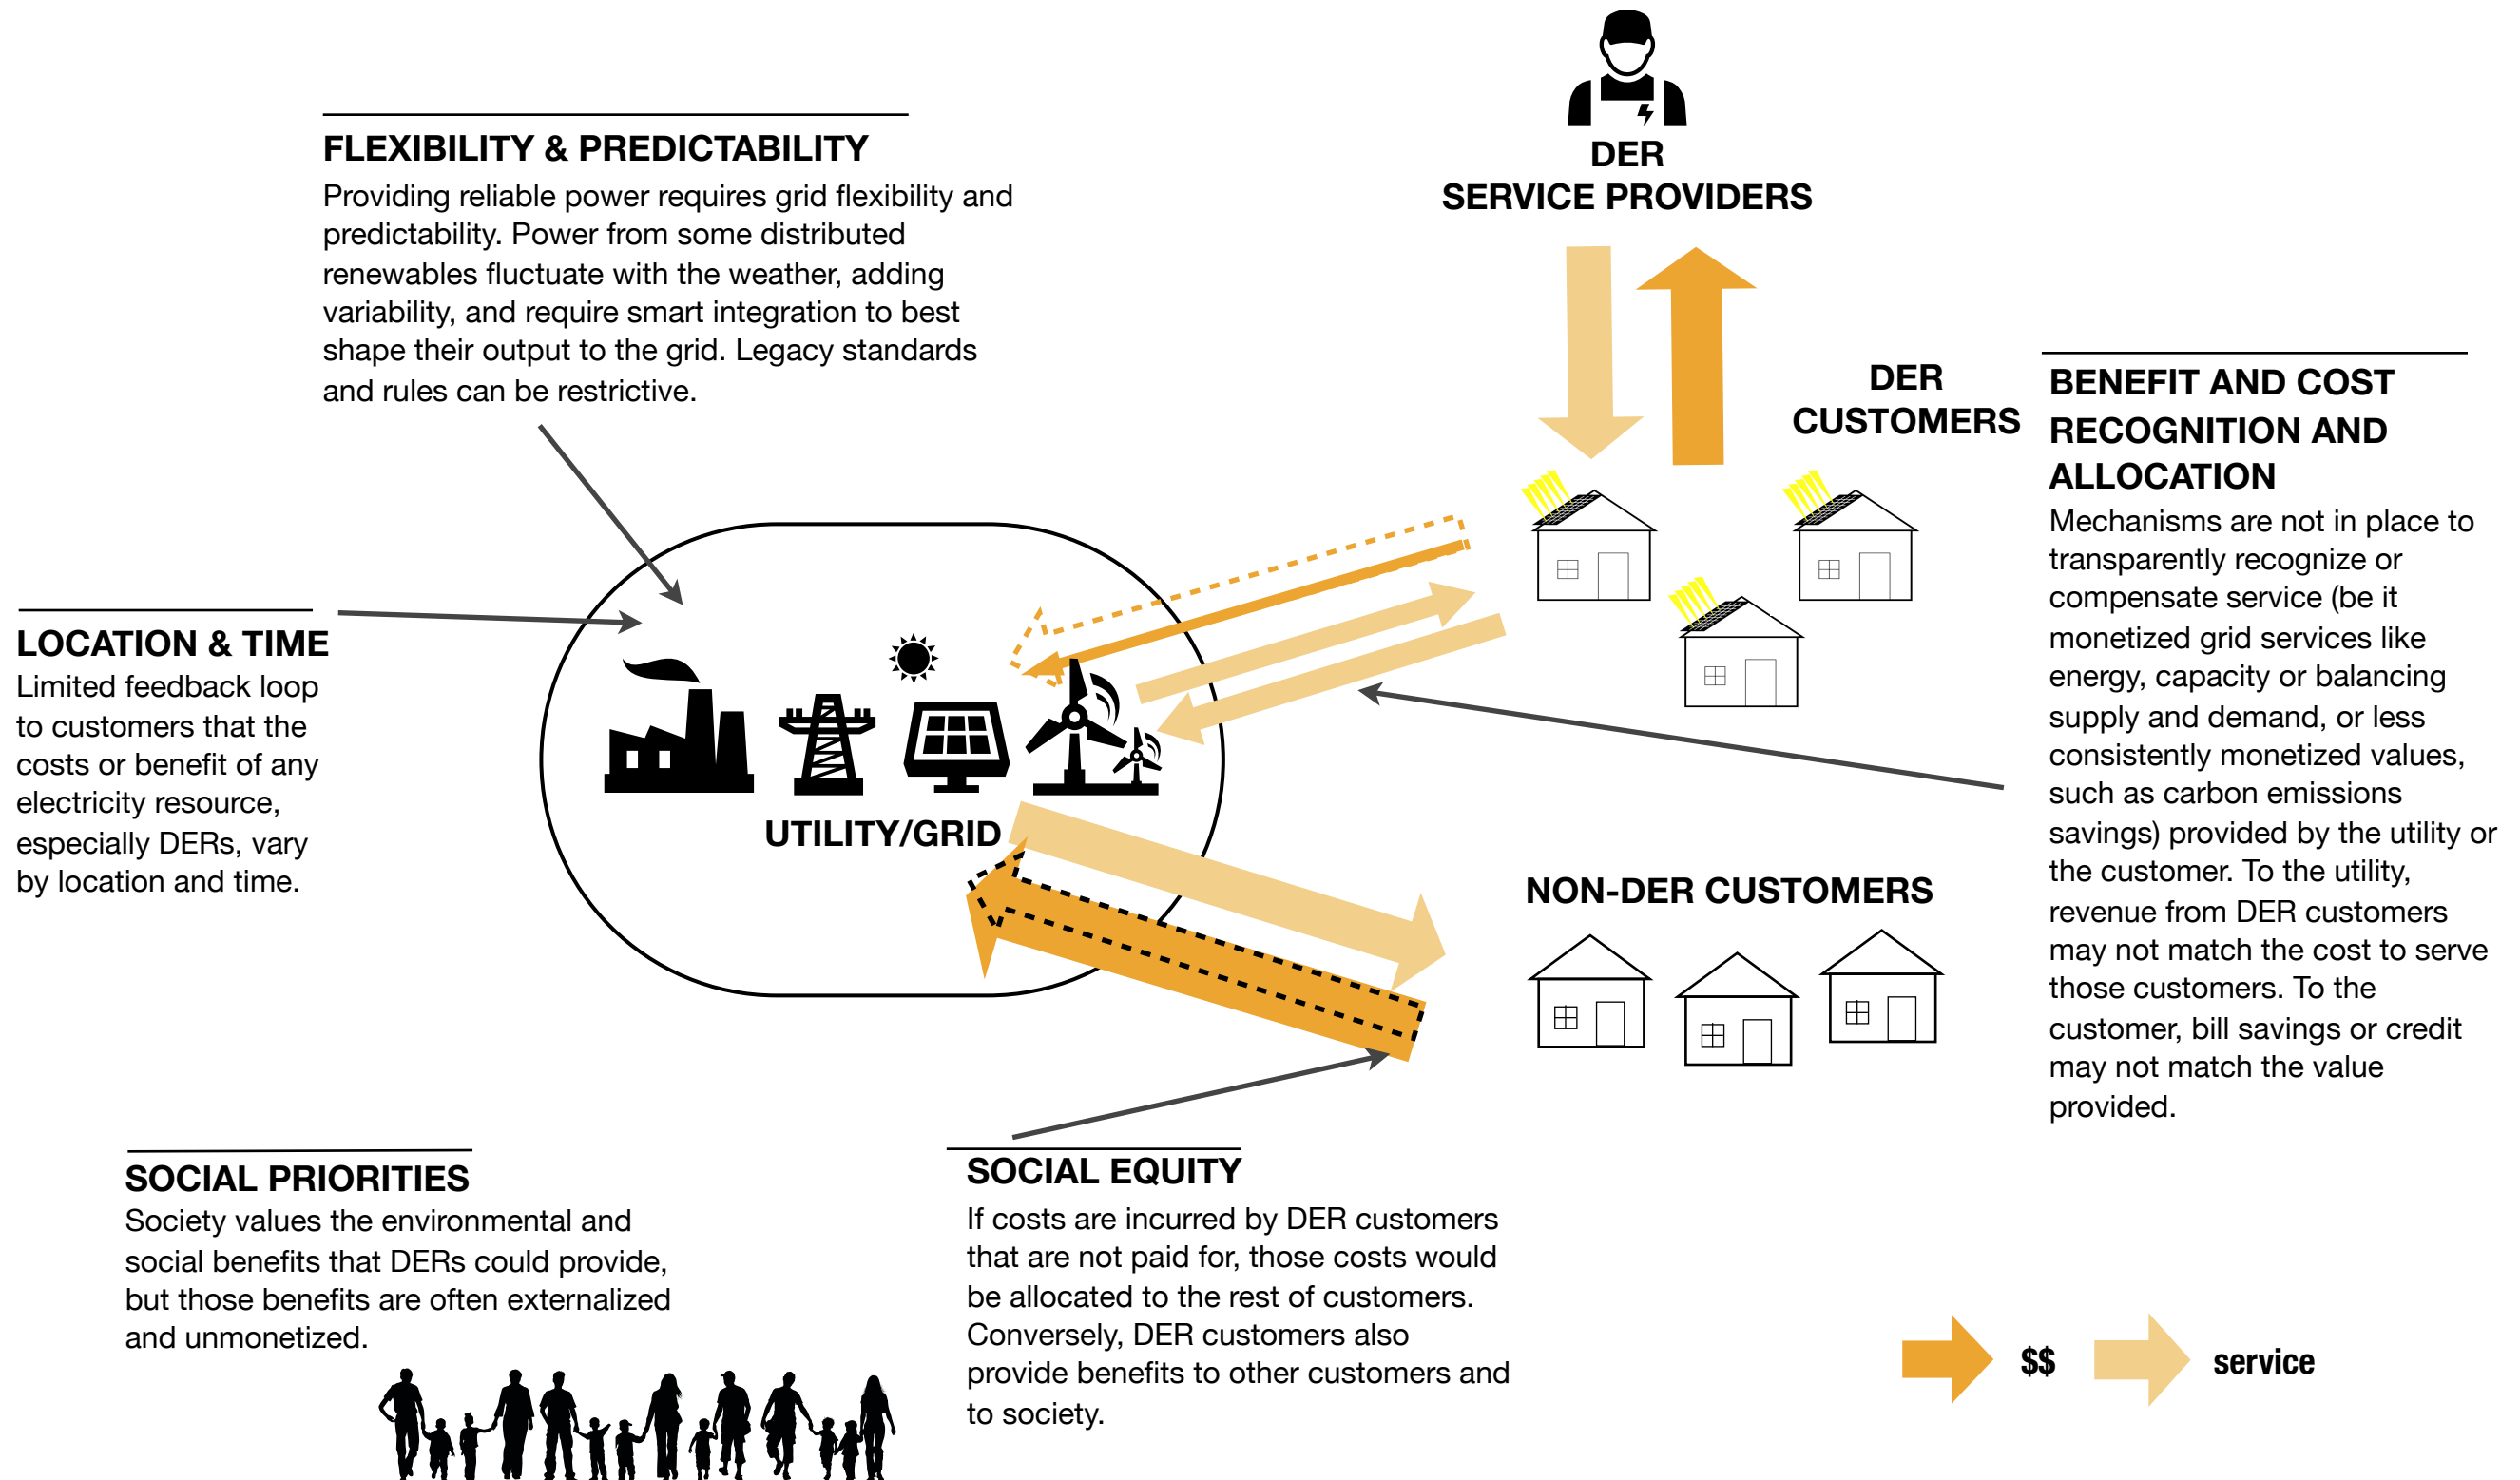 FLEXIBILITY & PREDICTABILITY
Providing reliable power requires grid flexibility and
predictability. Power from some distributed
renewables fluctuate with the weather, adding
variability, and require smart integration to best
shape their output to the grid. Legacy standards
and rules can be restrictive.
DER
SERVICE PROVIDERS
DER
CUSTOMERS
BENEFIT AND COST
RECOGNITION AND
ALLOCATION
Mechanisms are not in place to
transparently recognize or
compensate service (be it
monetized grid services like
energy, capacity or balancing
supply and demand, or less
consistently monetized values,
such as carbon emissions
savings) provided by the utility or
the customer. To the utility,
revenue from DER customers
may not match the cost to serve
those customers. To the
customer, bill savings or credit
may not match the value
provided.
LOCATION & TIME
Limited feedback loop
to customers that the
costs or benefit of any
electricity resource,
especially DERs, vary
by location and time.
UTILITY/GRID
NON-DER CUSTOMERS
SOCIAL PRIORITIES
Society values the environmental and
social benefits that DERs could provide,
but those benefits are often externalized
and unmonetized.
SOCIAL EQUITY
If costs are incurred by DER customers
that are not paid for, those costs would
be allocated to the rest of customers.
Conversely, DER customers also
provide benefits to other customers and
to society.
$$
service